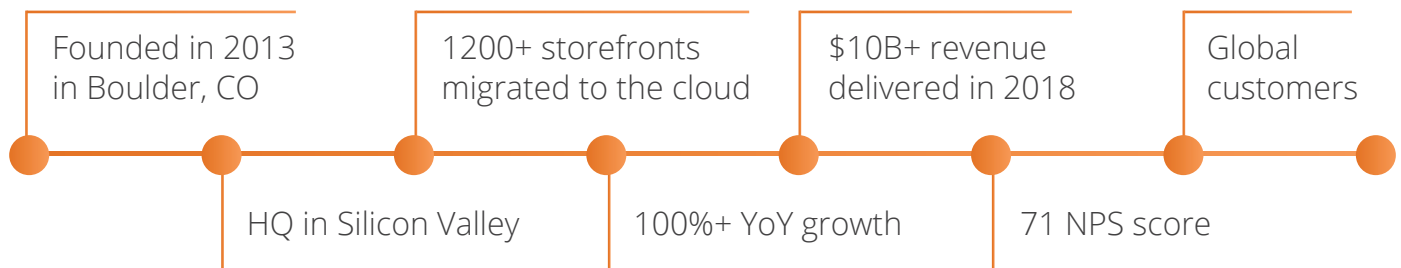 Founded in 2013
in Boulder, CO
HQ in Silicon Valley
1200+ storefronts
migrated to the cloud
100%+ YoY growth
$10B+ revenue
delivered in 2018
71 NPS score
Global
customers